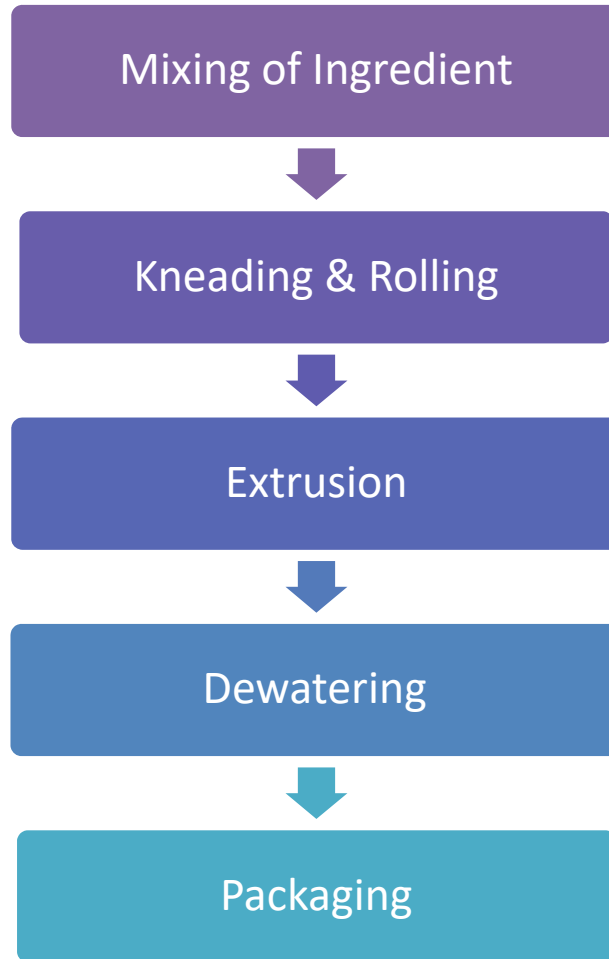 Mixing of Ingredient
Kneading & Rolling
Extrusion
Dewatering
Packaging